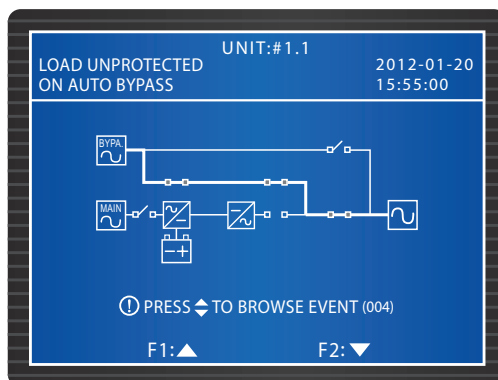 UNIT:#1.1
LOAD UNPROTECTED
ON AUTO BYPASS
2012-01-20
15:55:00
BYPA.
MAIN
PRESS TO BROWSE EVENT (004)
F1:
F2: